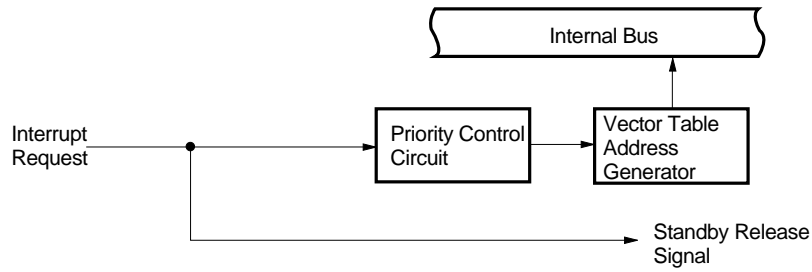 Internal Bus
Interrupt
Request
Priority Control
Circuit
Vector Table
Address
Generator
Standby Release
Signal